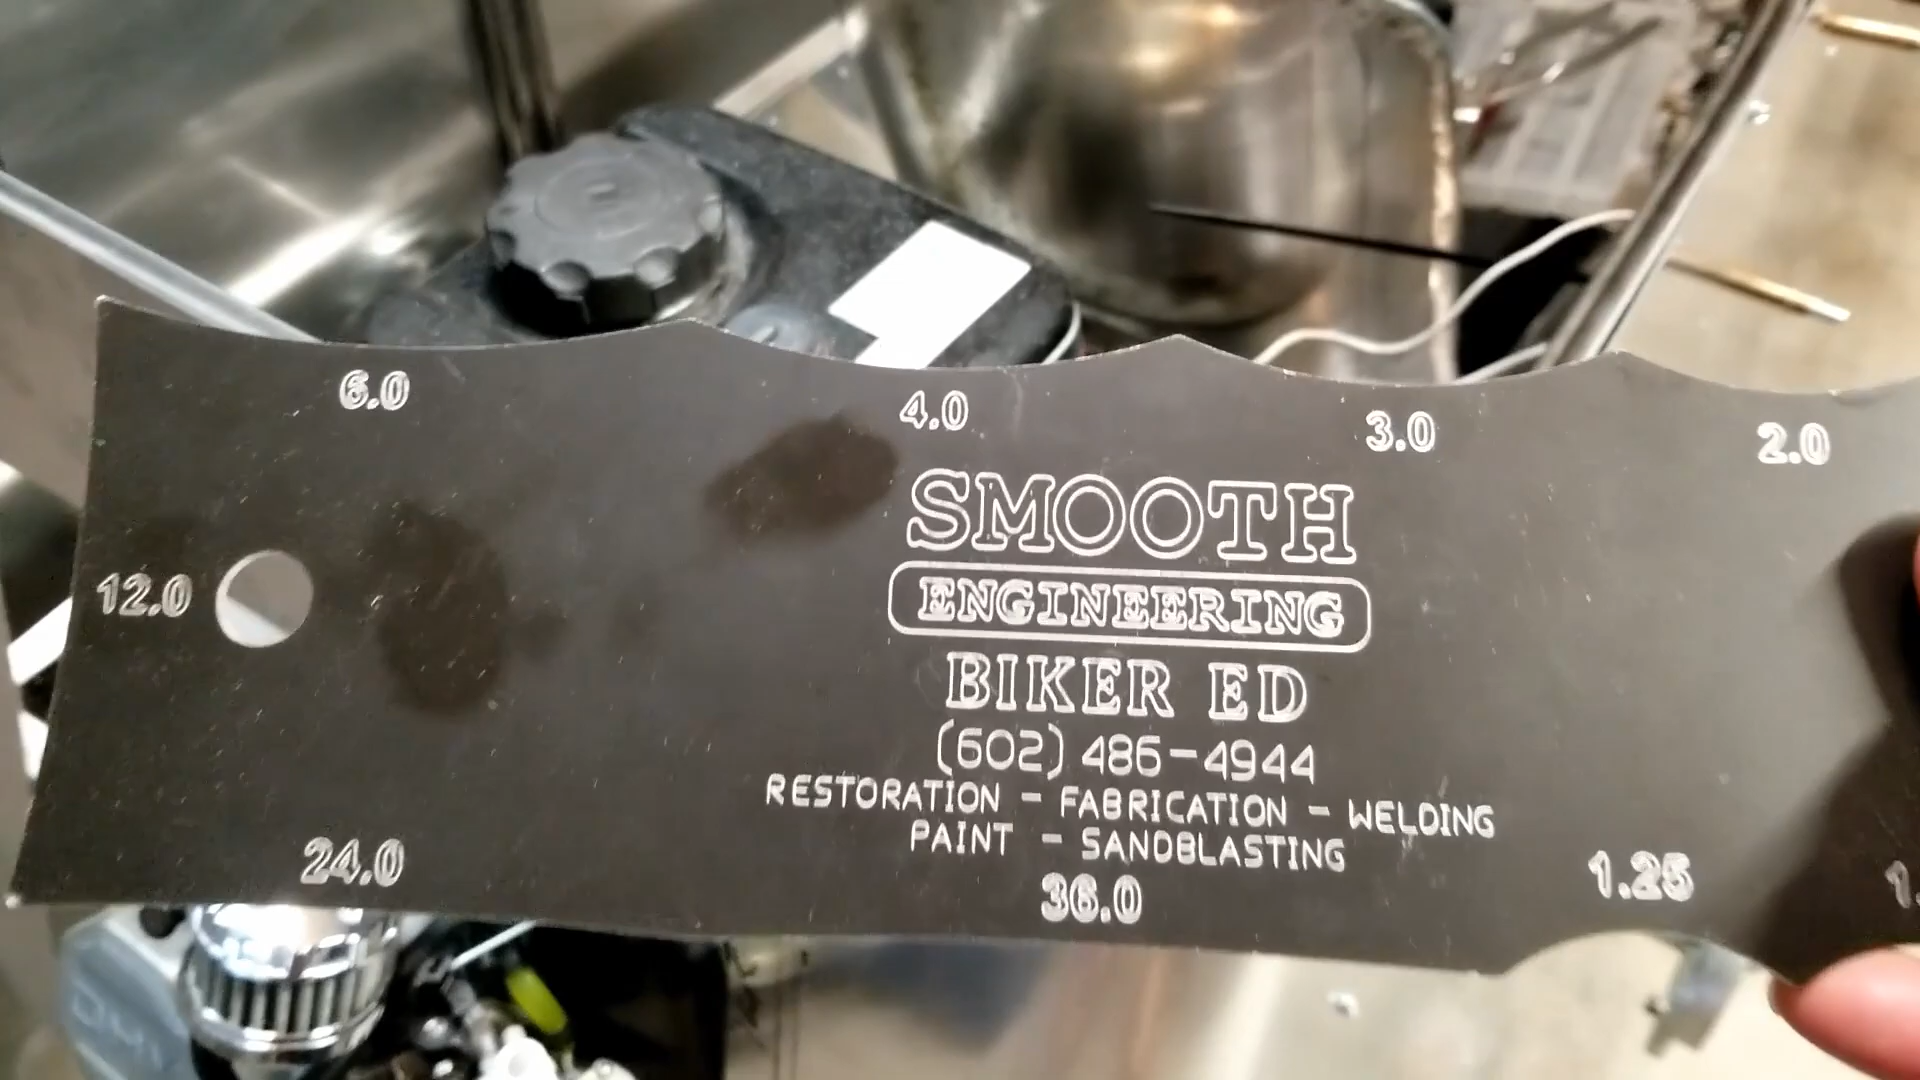 6.0
4.0
3.0
2.0
SMOOTH
12.0
ENGINEERING
BIKER ED
(602) 486-4944
RESTORATION - FABRICATION - WELDING
PAINT - SANDBLASTING
24.0
36.0
1.25